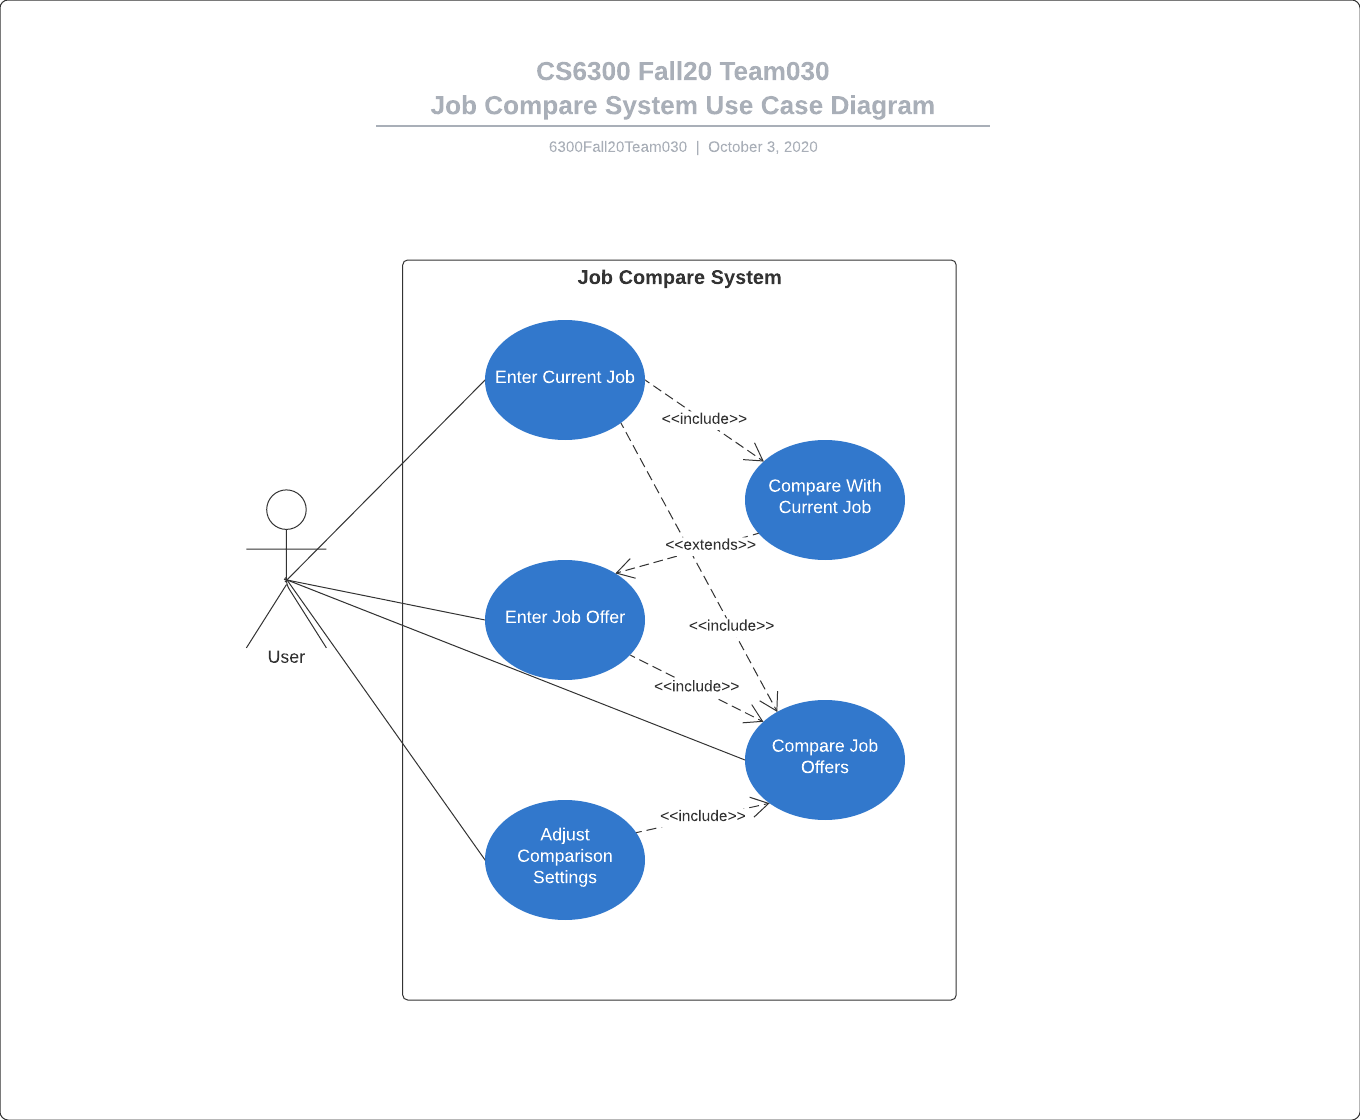 CS6300 Fall20 Team030
Job Compare System Use Case Diagram
6300Fall20Team030 | October 3, 2020
Job Compare System
Enter Current Job
<<include>>
Compare With
Current Job
<<extends>>
Enter Job Offer
<<include>>
User
<<include>>
Compare Job
Offers
<<include>>
Adjust
Comparison
Settings